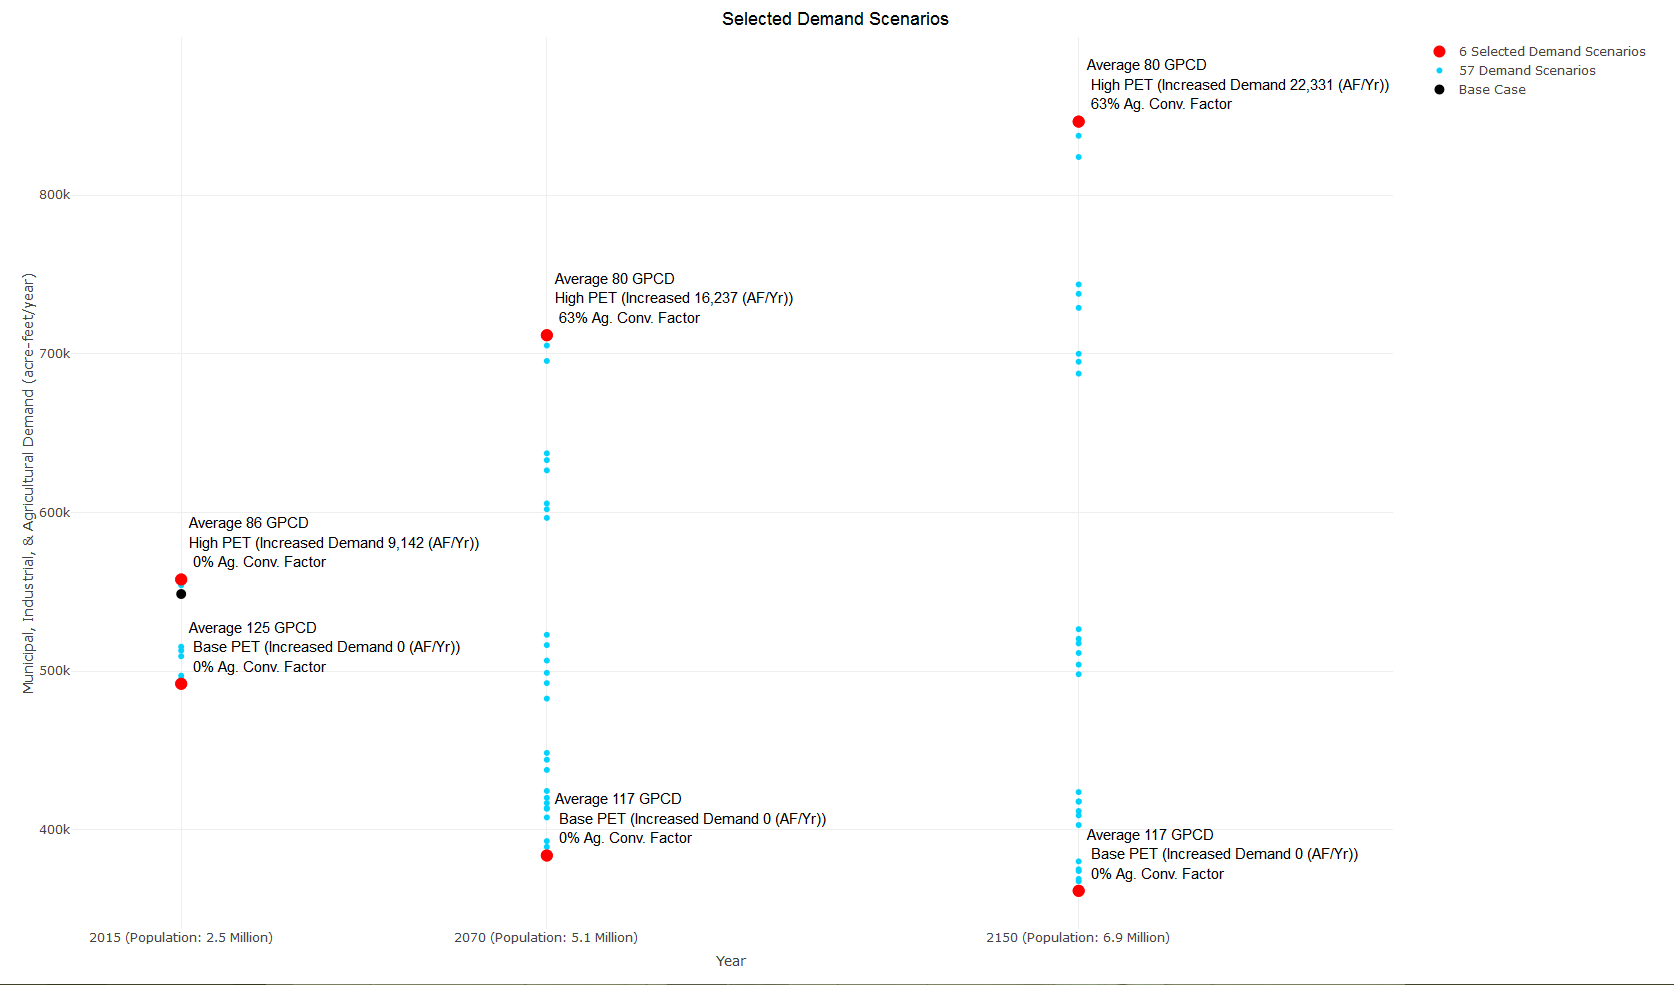 Selected Demand Scenarios
6 Selected Demand Scenarios
57 Demand Scenarios
Base Case
Municipal, Industrial, & Agricultural Demand (acre-feet/year)
800k
700k
600k
500k
400k
Average 86 GPCD
High PET (Increased Demand 9,142 (AF/Yr))
0% Ag. Conv. Factor
Average 125 GPCD
Base PET (Increased Demand 0 (AF/Yr))
0% Ag. Conv. Factor
Average 80 GPCD
High PET (Increased 16,237 (AF/Yr))
63% Ag. Conv. Factor
Average 117 GPCD
Base PET (Increased Demand 0 (AF/Yr))
0% Ag. Conv. Factor
Average 80 GPCD
High PET (Increased Demand 22,331 (AF/Yr))
63% Ag. Conv. Factor
Average 117 GPCD
Base PET (Increased Demand 0 (AF/Yr))
0% Ag. Conv. Factor
2015 (Population: 2.5 Million)
2070 (Population: 5.1 Million)
2150 (Population: 6.9 Million)
Year